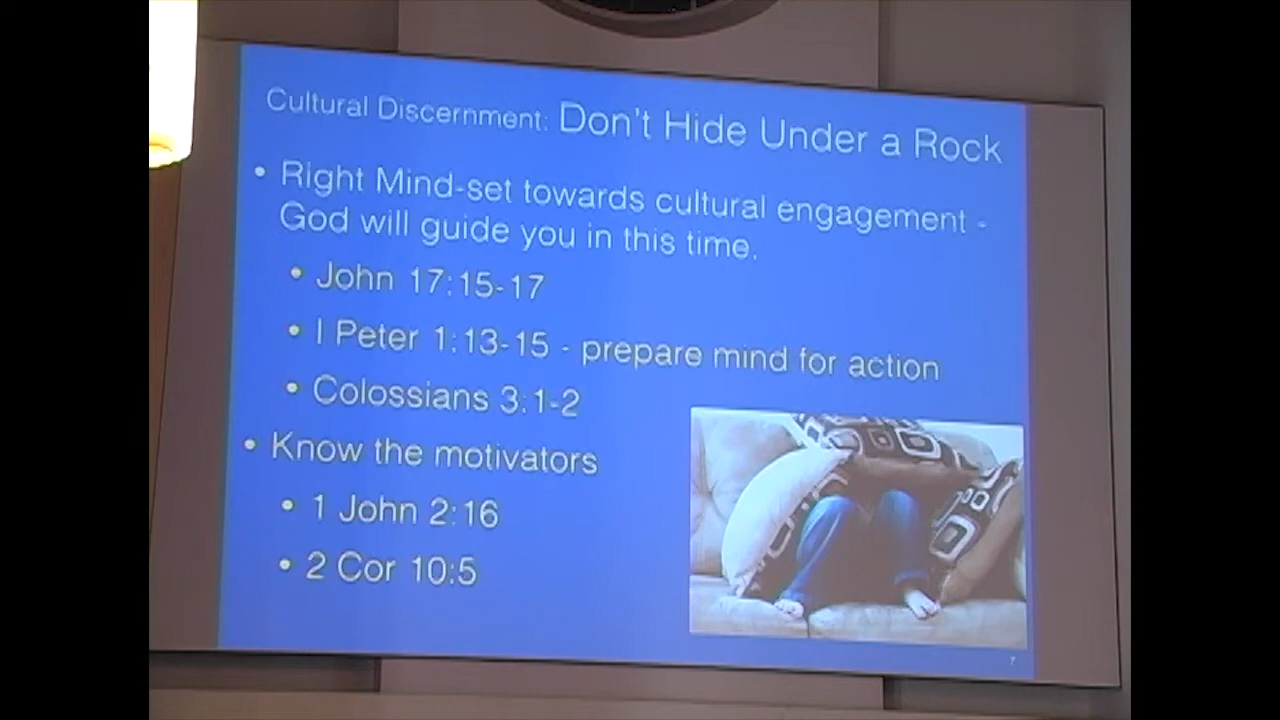 Cultural Discernment: Don't Hide Under a Rock
• Right Mind-set towards cultural engagement -
God will guide you in this time.
• John 17:15-17
• I Peter 1:13-15 - prepare mind for action
• Colossians 3:1-2
• Know the motivators
• 1 John 2:16
• 2 Cor 10:5
7